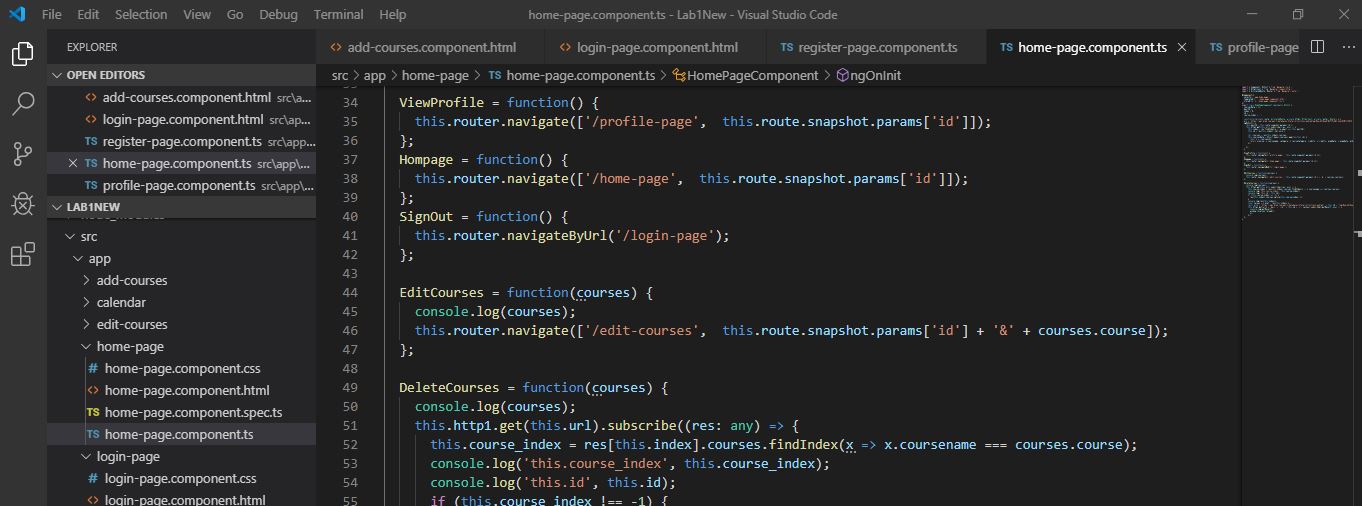 File Edit Selection View Go Debug Terminal Help home-page.component.ts - Lab1New - Visual Studio Code
EXPLORER
OPEN EDITORS
add-courses.component.html src\a...
login-page.component.html src\ap...
register-page.component.ts src\ap...
home-page.component.ts src\app\...
profile-page.component.ts src\app\...
LAB1NEW
src
app
add-courses
calendar
edit-courses
home-page
home-page.component.css
home-page.component.html
home-page.component.spec.ts
home-page.component.ts
login-page
login-page.component.css
login-page.component.html
add-courses.component.html login-page.component.html register-page.component.ts home-page.component.ts profile-page
src > app > home-page > TS home-page.component.ts > HomePageComponent > ngOnInit
34 ViewProfile = function() {
35 this.router.navigate(['/profile-page', this.route.snapshot.params['id']]);
36 };
37 Hompage = function() {
38 this.router.navigate(['/home-page', this.route.snapshot.params['id']]);
39 };
40 SignOut = function() {
41 this.router.navigateByUrl('/login-page');
42 };
43
44 EditCourses = function(courses) {
45 console.log(courses);
46 this.router.navigate(['/edit-courses', this.route.snapshot.params['id'] + '&' + courses.course]);
47 };
48
49 DeleteCourses = function(courses) {
50 console.log(courses);
51 this.http1.get(this.url).subscribe((res: any) => {
52 this.course_index = res[this.index].courses.findIndex(x => x.coursename === courses.course);
53 console.log('this.course_index', this.course_index);
54 console.log('this.id', this.id);
55 if (this.course_index !== -1) {